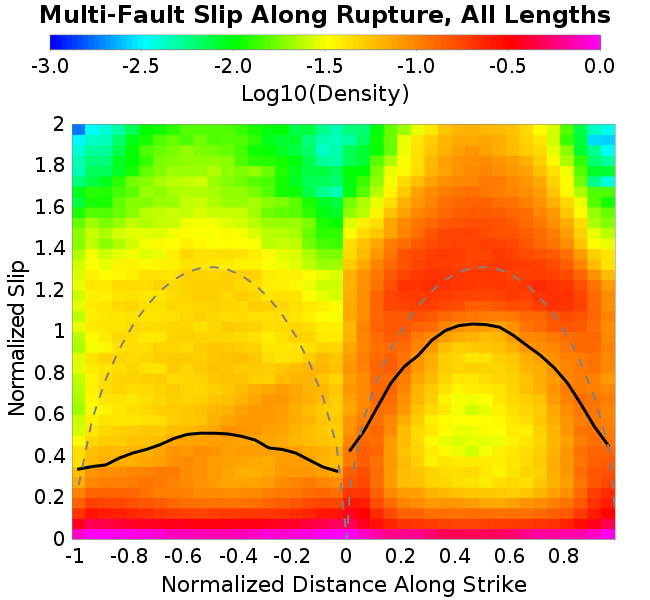 Multi-Fault Slip Along Rupture, All Lengths
-3.0 -2.5 -2.0 -1.5 -1.0 -0.5 0.0
Log10(Density)
2
1.8
1.6
1.4
1.2
1
0.8
0.6
0.4
0.2
0
Normalized Slip
-1 -0.8 -0.6 -0.4 -0.2 0 0.2 0.4 0.6 0.8
Normalized Distance Along Strike